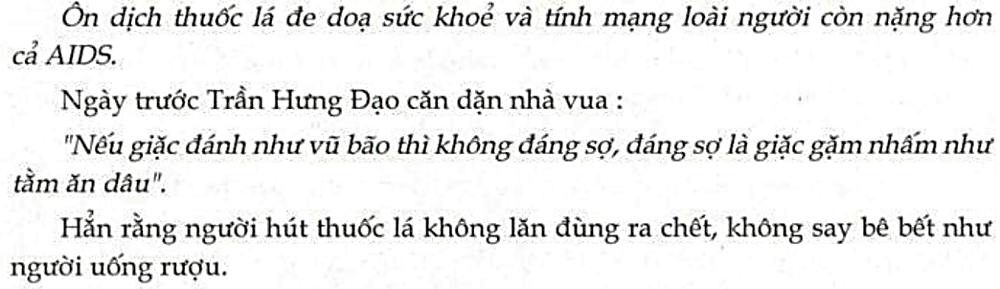 Ôn dịch thuốc lá đe doạ sức khoẻ và tính mạng loài người còn nặng hơn
cả AIDS.
Ngày trước Trần Hưng Đạo căn dặn nhà vua :
"Nếu giặc đánh như vũ bão thì không đáng sợ, đáng sợ là giặc gặm nhấm như
tằm ăn dâu".
Hẳn rằng người hút thuốc lá không lăn đùng ra chết, không say bê bết như
người uống rượu.